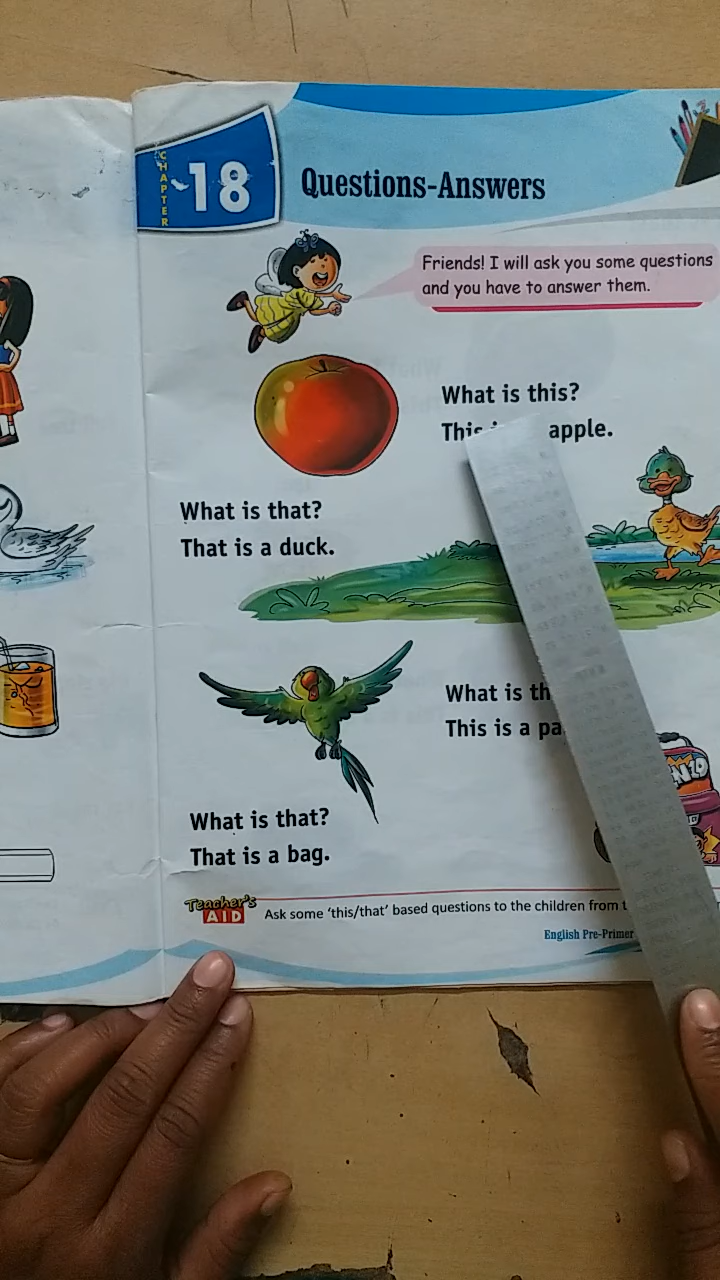 CHAPTER
18
Questions-Answers
Friends! I will ask you some questions
and you have to answer them.
What is this?
This apple.
What is that?
That is a duck.
What is
This is a
What is that?
That is a bag.
Teacher's
AID
Ask some 'this/that' based questions to the children from
English Pre-Primer